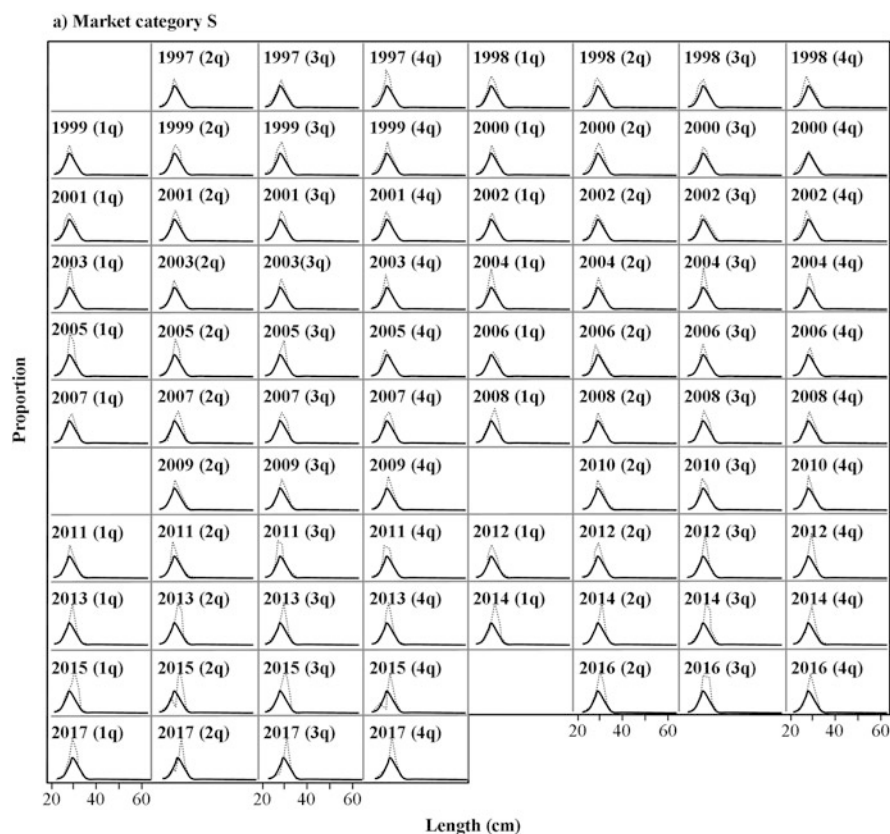 a) Market category S
1997 (2q) 1997 (3q) 1997 (4q) 1998 (1q) 1998 (2q) 1998 (3q) 1998 (4q)
1999 (1q) 1999 (2q) 1999 (3q) 1999 (4q) 2000 (1q) 2000 (2q) 2000 (3q) 2000 (4q)
2001 (1q) 2001 (2q) 2001 (3q) 2001 (4q) 2002 (1q) 2002 (2q) 2002 (3q) 2002 (4q)
2003 (1q) 2003(2q) 2003(3q) 2003 (4q) 2004 (1q) 2004 (2q) 2004 (3q) 2004 (4q)
2005 (1q) 2005 (2q) 2005 (3q) 2005 (4q) 2006 (1q) 2006 (2q) 2006 (3q) 2006 (4q)
2007 (1q) 2007 (2q) 2007 (3q) 2007 (4q) 2008 (1q) 2008 (2q) 2008 (3q) 2008 (4q)
2009 (2q) 2009 (3q) 2009 (4q) 2010 (2q) 2010 (3q) 2010 (4q)
2011 (1q) 2011 (2q) 2011 (3q) 2011 (4q) 2012 (1q) 2012 (2q) 2012 (3q) 2012 (4q)
2013 (1q) 2013 (2q) 2013 (3q) 2013 (4q) 2014 (1q) 2014 (2q) 2014 (3q) 2014 (4q)
2015 (1q) 2015 (2q) 2015 (3q) 2015 (4q) 2016 (2q) 2016 (3q) 2016 (4q)
20 40 60 20 40 60
2017 (1q) 2017 (2q) 2017 (3q) 2017 (4q)
20 40 60 20 40 60
Proportion
Length (cm)